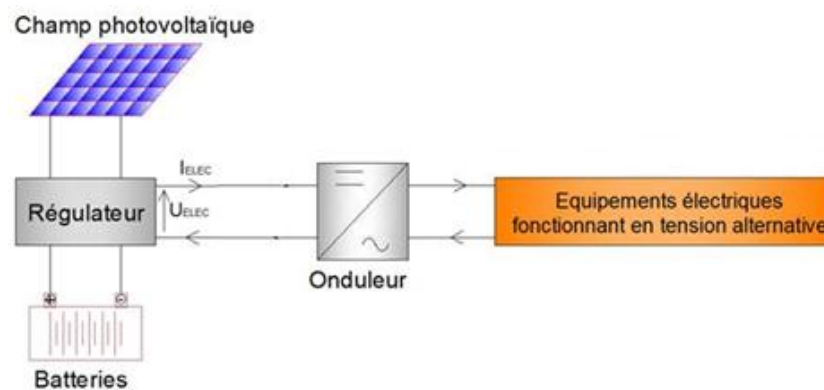 Champ photovoltaïque
IELEC
Régulateur
UELEC
Equipements électriques
fonctionnant en tension alternative
Onduleur
+ -
Batteries